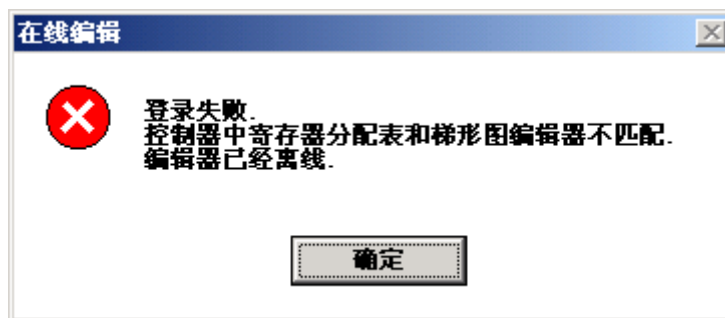 在线编辑
登录失败.
控制器中寄存器分配表和梯形图编辑器不匹配.
编辑器已经离线.
确定